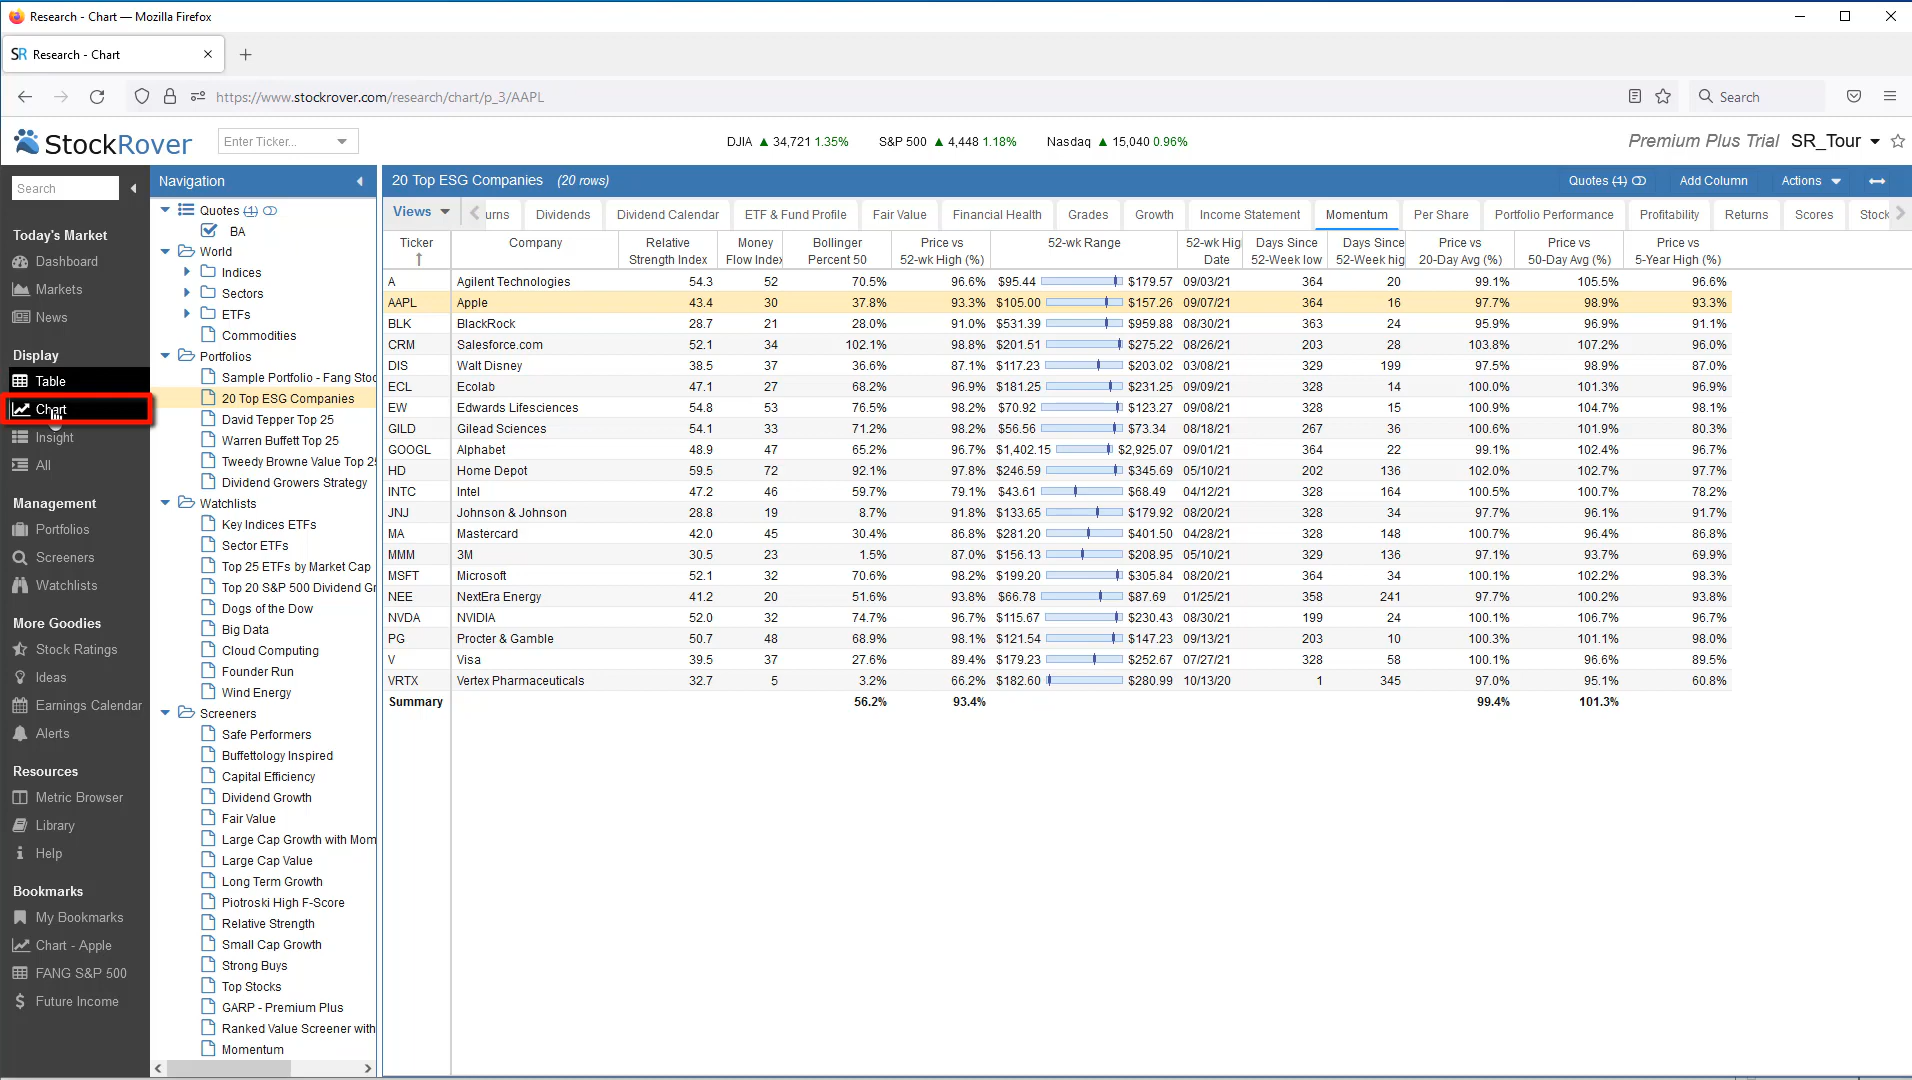 Research - Chart — Mozilla Firefox
SR Research - Chart
https://www.stockrover.com/research/chart/p_3/AAPL
Search
StockRover
Enter Ticker...
DJIA ▲ 34,721 1.35% S&P 500 ▲ 4,448 1.18% Nasdaq ▲ 15,040 0.96%
Premium Plus Trial SR_Tour
Search
Today's Market
Dashboard
Markets
News
Display
Table
Chart
Insight
All
Management
Portfolios
Screeners
Watchlists
More Goodies
Stock Ratings
Ideas
Earnings Calendar
Alerts
Resources
Metric Browser
Library
Help
Bookmarks
My Bookmarks
Chart - Apple
FANG S&P 500
Future Income
Navigation
Quotes (1)
BA
World
Indices
Sectors
ETFs
Commodities
Portfolios
Sample Portfolio - Fang Stoc
20 Top ESG Companies
David Tepper Top 25
Warren Buffett Top 25
Tweedy Browne Value Top 25
Dividend Growers Strategy
Watchlists
Key Indices ETFs
Sector ETFs
Top 25 ETFs by Market Cap
Top 20 S&P 500 Dividend Gr
Dogs of the Dow
Big Data
Cloud Computing
Founder Run
Wind Energy
Screeners
Safe Performers
Buffettology Inspired
Capital Efficiency
Dividend Growth
Fair Value
Large Cap Growth with Mom
Large Cap Value
Long Term Growth
Piotroski High F-Score
Relative Strength
Small Cap Growth
Strong Buys
Top Stocks
GARP - Premium Plus
Ranked Value Screener with
Momentum
20 Top ESG Companies (20 rows)
Quotes (1) Add Column Actions
Views urns Dividends Dividend Calendar ETF & Fund Profile Fair Value Financial Health Grades Growth Income Statement Momentum Per Share Portfolio Performance Profitability Returns Scores Stock
Ticker Company Relative Strength Index Money Flow Index Bollinger Percent 50 Price vs 52-wk High (%) 52-wk Range 52-wk Hig Date Days Since 52-Week low Days Since 52-Week hig Price vs 20-Day Avg (%) Price vs 50-Day Avg (%) Price vs 5-Year High (%)
A Agilent Technologies 54.3 52 70.5% 96.6% $95.44 $179.57 09/03/21 364 20 99.1% 105.5% 96.6%
AAPL Apple 43.4 30 37.8% 93.3% $105.00 $157.26 09/07/21 364 16 97.7% 98.9% 93.3%
BLK BlackRock 28.7 21 28.0% 91.0% $531.39 $959.88 08/30/21 363 24 95.9% 96.9% 91.1%
CRM Salesforce.com 52.1 34 102.1% 98.8% $201.51 $275.22 08/26/21 203 28 103.8% 107.2% 96.0%
DIS Walt Disney 38.5 37 36.6% 87.1% $117.23 $203.02 03/08/21 329 199 97.5% 98.9% 87.0%
ECL Ecolab 47.1 27 68.2% 96.9% $181.25 $231.25 09/09/21 328 14 100.0% 101.3% 96.9%
EW Edwards Lifesciences 54.8 53 76.5% 98.2% $70.92 $123.27 09/08/21 328 15 100.9% 104.7% 98.1%
GILD Gilead Sciences 54.1 33 71.2% 98.2% $56.56 $73.34 08/18/21 267 36 100.6% 101.9% 80.3%
GOOGL Alphabet 48.9 47 65.2% 96.7% $1,402.15 $2,925.07 09/01/21 364 22 99.1% 102.4% 96.7%
HD Home Depot 59.5 72 92.1% 97.8% $246.59 $345.69 05/10/21 202 136 102.0% 102.7% 97.7%
INTC Intel 47.2 46 59.7% 79.1% $43.61 $68.49 04/12/21 328 164 100.5% 100.7% 78.2%
JNJ Johnson & Johnson 28.8 19 8.7% 91.8% $133.65 $179.92 08/20/21 328 34 97.7% 96.1% 91.7%
MA Mastercard 42.0 45 30.4% 86.8% $281.20 $401.50 04/28/21 328 148 100.7% 96.4% 86.8%
MMM 3M 30.5 23 1.5% 87.0% $156.13 $208.95 05/10/21 329 136 97.1% 93.7% 69.9%
MSFT Microsoft 52.1 32 70.6% 98.2% $199.20 $305.84 08/20/21 364 34 100.1% 102.2% 98.3%
NEE NextEra Energy 41.2 20 51.6% 93.8% $66.78 $87.69 01/25/21 358 241 97.7% 100.2% 93.8%
NVDA NVIDIA 52.0 32 74.7% 96.7% $115.67 $230.43 08/30/21 199 24 100.1% 106.7% 96.7%
PG Procter & Gamble 50.7 48 68.9% 98.1% $121.54 $147.23 09/13/21 203 10 100.3% 101.1% 98.0%
V Visa 39.5 37 27.6% 89.4% $179.23 $252.67 07/27/21 328 58 100.1% 96.6% 89.5%
VRTX Vertex Pharmaceuticals 32.7 5 3.2% 66.2% $182.60 $280.99 10/13/20 1 345 97.0% 95.1% 60.8%
Summary 56.2% 93.4% 99.4% 101.3%